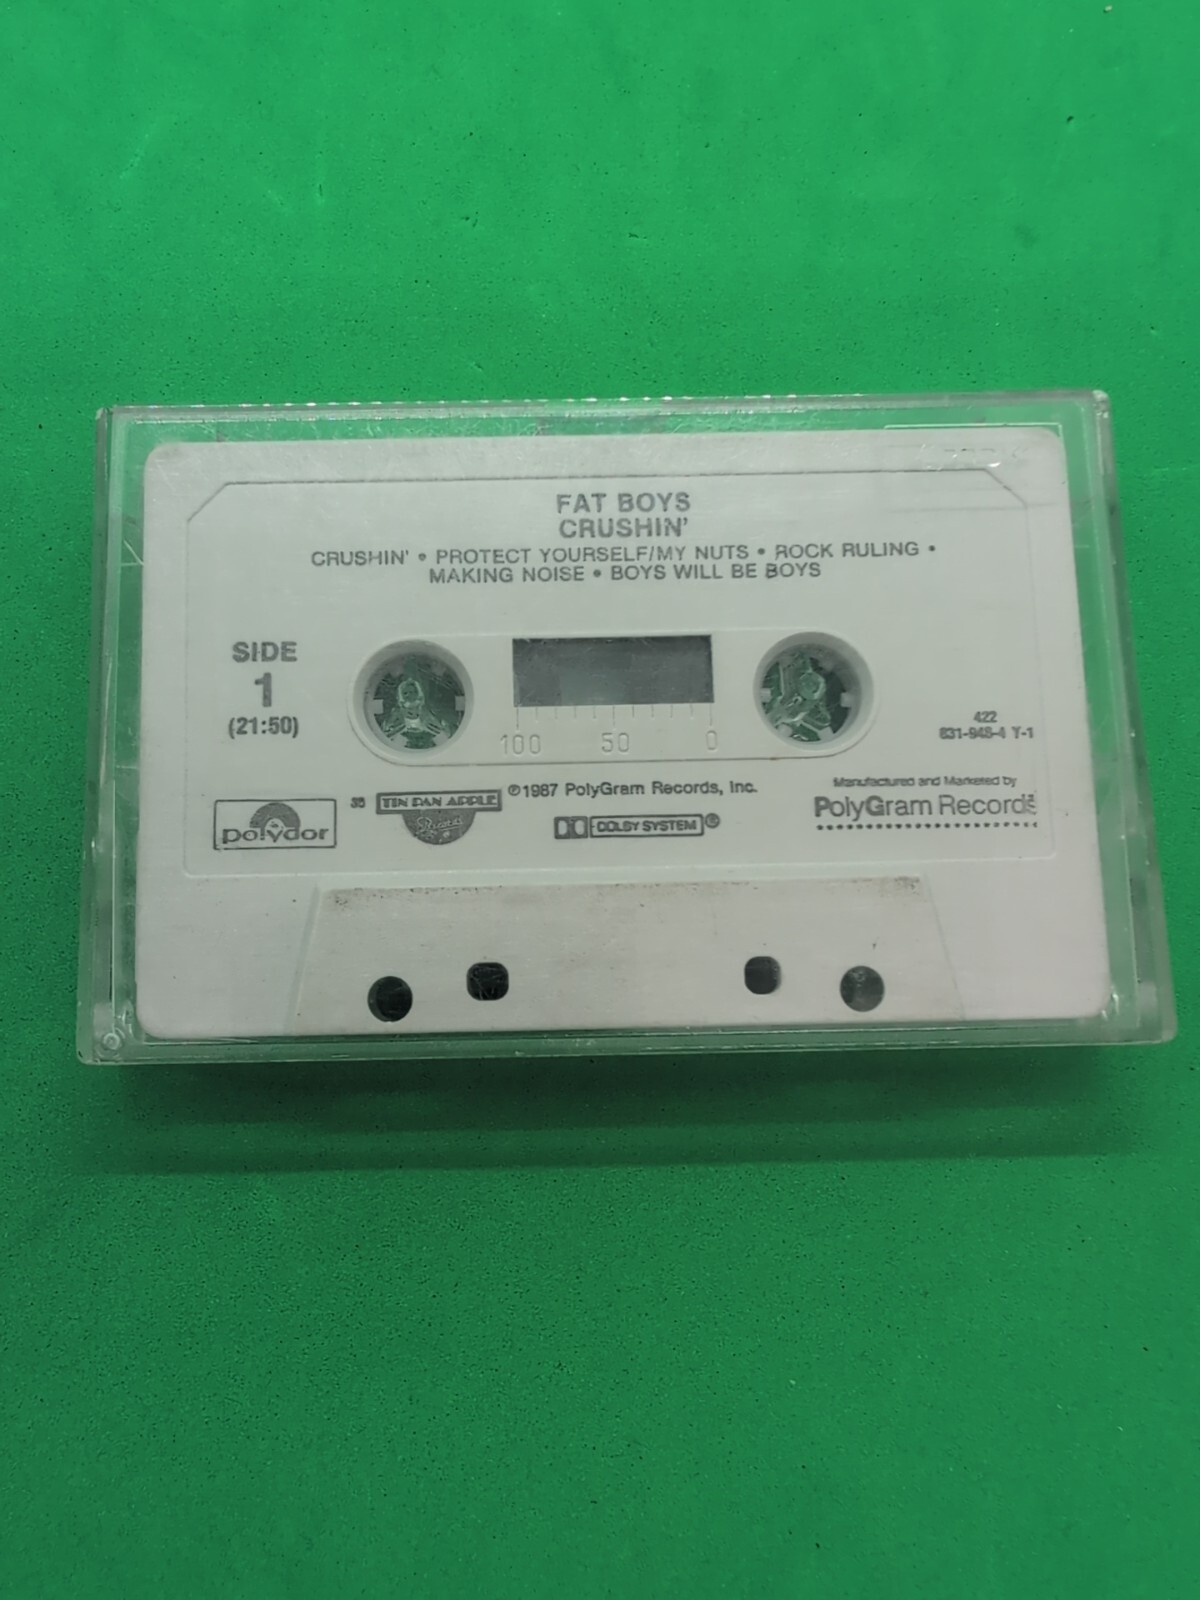 FAT BOYS
CRUSHIN'
CRUSHIN' • PROTECT YOURSELF/MY NUTS • ROCK RULING •
MAKING NOISE • BOYS WILL BE BOYS
SIDE
1
(21:50)
100 50 0
422
831-948-4 Y-1
polydor
35
TIN PAN APPLE
Records
℗1987 PolyGram Records, Inc.
DOLBY SYSTEM®
Manufactured and Marketed by
PolyGram Records